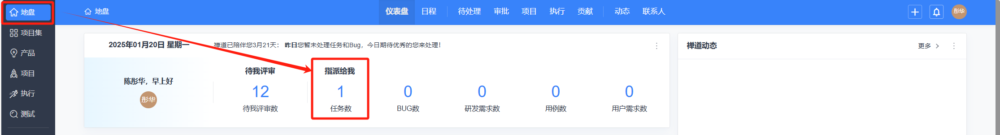 地盘
项目集
产品
项目
执行
测试
地盘
仪表盘 日程 待处理 审批 项目 执行 贡献 动态 联系人
彤华
2025年01月20日 星期一 禅道已陪伴您3月21天： 昨日您暂未处理任务和Bug，今日期待优秀的您来处理！
陈彤华，早上好
彤华
待我评审
12
待我评审数
指派给我
1
任务数
0
BUG数
0
研发需求数
0
用例数
0
用户需求数
禅道动态 更多